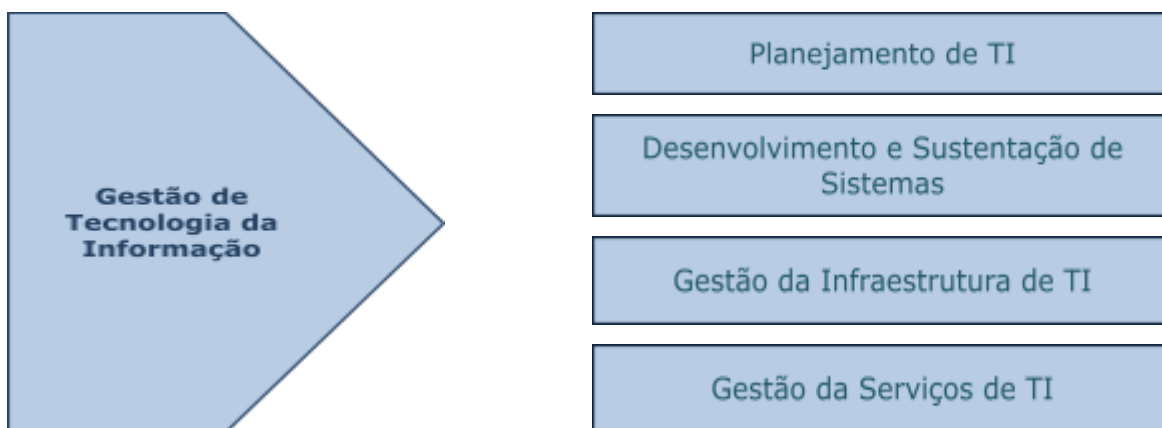 Gestão de
Tecnologia da
Informação
Planejamento de TI
Desenvolvimento e Sustentação de
Sistemas
Gestão da Infraestrutura de TI
Gestão da Serviços de TI